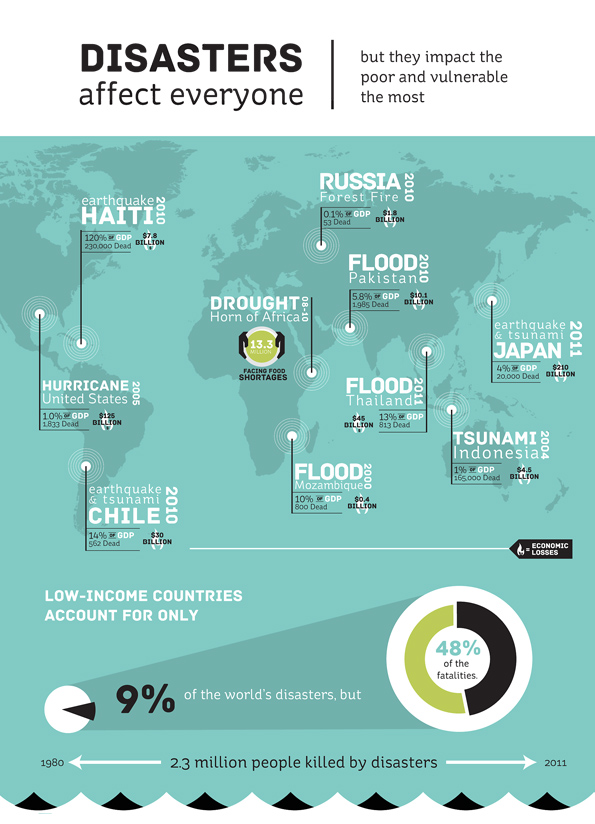 DISASTERS
affect everyone
but they impact the
poor and vulnerable
the most
RUSSIA 2010
Forest Fire
0.1% OF GDP
53 Dead
$1.8
BILLION
earthquake
HAITI 2010
120% OF GDP
230,000 Dead
$7.8
BILLION
FLOOD 2010
Pakistan
5.8% OF GDP
1,985 Dead
$10.1
BILLION
DROUGHT 08-10
Horn of Africa
13.3
MILLION
FACING FOOD
SHORTAGES
earthquake
& tsunami
JAPAN 2011
4% OF GDP
20,000 Dead
$210
BILLION
HURRICANE 2005
United States
1.0% OF GDP
1,833 Dead
$125
BILLION
FLOOD 2011
Thailand
$45
BILLION
13% OF GDP
813 Dead
TSUNAMI 2004
Indonesia
1% OF GDP
165,000 Dead
$4.5
BILLION
FLOOD
Mozambique
10% OF GDP
800 Dead
$0.4
BILLION
earthquake
& tsunami
CHILE 2010
14% OF GDP
562 Dead
$30
BILLION
= ECONOMIC
LOSSES
LOW-INCOME COUNTRIES
ACCOUNT FOR ONLY
9% of the world's disasters, but
48%
of the
fatalities.
1980 2.3 million people killed by disasters 2011